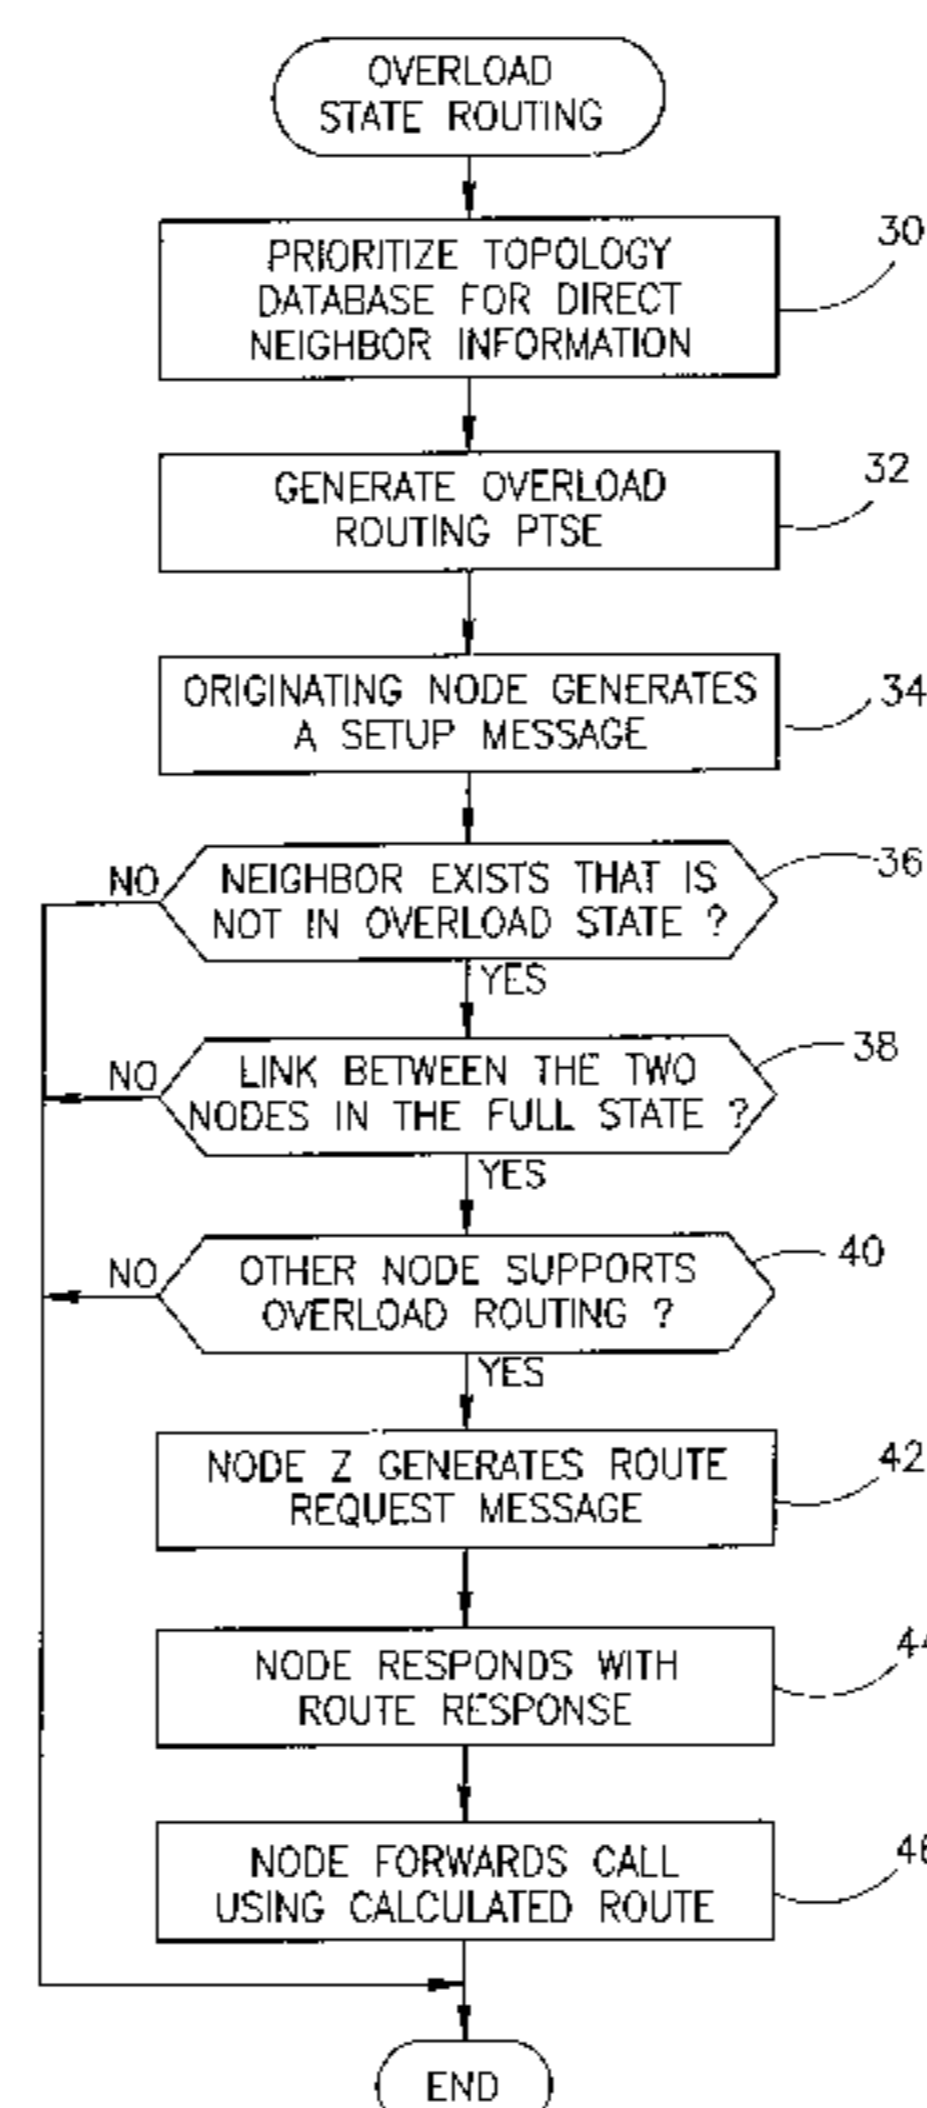 OVERLOAD
STATE ROUTING
PRIORITIZE TOPOLOGY
DATABASE FOR DIRECT
NEIGHBOR INFORMATION
30
GENERATE OVERLOAD
ROUTING PTSE
32
ORIGINATING NODE GENERATES
A SETUP MESSAGE
34
NO
NEIGHBOR EXISTS THAT IS
NOT IN OVERLOAD STATE ?
36
YES
NO
LINK BETWEEN THE TWO
NODES IN THE FULL STATE ?
38
YES
NO
OTHER NODE SUPPORTS
OVERLOAD ROUTING ?
40
YES
NODE Z GENERATES ROUTE
REQUEST MESSAGE
42
NODE RESPONDS WITH
ROUTE RESPONSE
44
NODE FORWARDS CALL
USING CALCULATED ROUTE
46
END